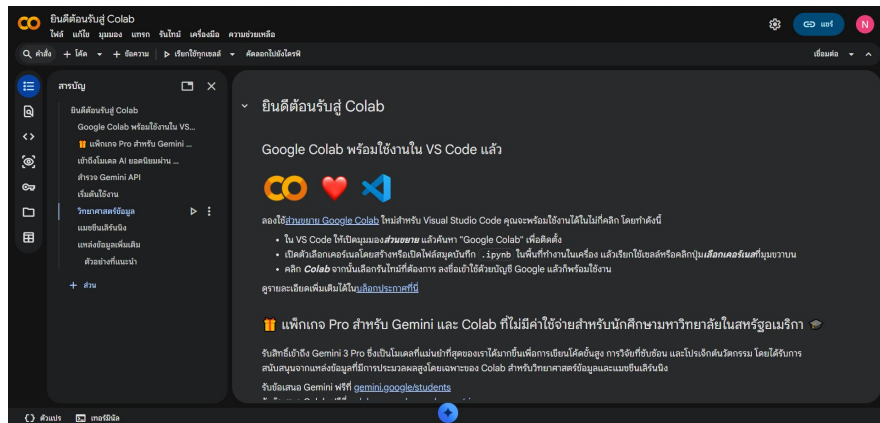 ยินดีต้อนรับสู่ Colab
ไฟล์ แก้ไข มุมมอง แทรก รันไทม์ เครื่องมือ ความช่วยเหลือ
แชร์
N
คำสั่ง + โค้ด + ข้อความ เรียกใช้ทุกเซลล์ คัดลอกไปยังไดรฟ์
เชื่อมต่อ
สารบัญ
ยินดีต้อนรับสู่ Colab
Google Colab พร้อมใช้งานใน VS...
แพ็กเกจ Pro สำหรับ Gemini ...
เข้าถึงโมเดล AI ยอดนิยมผ่าน ...
สำรวจ Gemini API
เริ่มต้นใช้งาน
วิทยาศาสตร์ข้อมูล
แมชชีนเลิร์นนิง
แหล่งข้อมูลเพิ่มเติม
ตัวอย่างที่แนะนำ
+ ส่วน
ยินดีต้อนรับสู่ Colab
Google Colab พร้อมใช้งานใน VS Code แล้ว
ลองใช้ส่วนขยาย Google Colab ใหม่สำหรับ Visual Studio Code คุณจะพร้อมใช้งานได้ในไม่กี่คลิก โดยทำดังนี้
• ใน VS Code ให้เปิดมุมมองส่วนขยาย แล้วค้นหา "Google Colab" เพื่อติดตั้ง
• เปิดตัวเลือกเคอร์เนลโดยสร้างหรือเปิดไฟล์สมุดบันทึก .ipynb ในพื้นที่ทำงานในเครื่อง แล้วเรียกใช้เซลล์หรือคลิกปุ่มเลือกเคอร์เนลที่มุมขวาบน
• คลิก Colab จากนั้นเลือกรันไทม์ที่ต้องการ ลงชื่อเข้าใช้ด้วยบัญชี Google แล้วก็พร้อมใช้งาน
ดูรายละเอียดเพิ่มเติมได้ในบล็อกประกาศที่นี่
แพ็กเกจ Pro สำหรับ Gemini และ Colab ที่ไม่มีค่าใช้จ่ายสำหรับนักศึกษามหาวิทยาลัยในสหรัฐอเมริกา
รับสิทธิ์เข้าถึง Gemini 3 Pro ซึ่งเป็นโมเดลที่แม่นยำที่สุดของเราได้มากขึ้นเพื่อการเขียนโค้ดขั้นสูง การวิจัยที่ซับซ้อน และโปรเจ็กต์นวัตกรรม โดยได้รับการ
สนับสนุนจากแหล่งข้อมูลที่มีการประมวลผลสูงโดยเฉพาะของ Colab สำหรับวิทยาศาสตร์ข้อมูลและแมชชีนเลิร์นนิง
รับข้อเสนอ Gemini ฟรีที่ gemini.google/students
ตัวแปร เทอร์มินัล